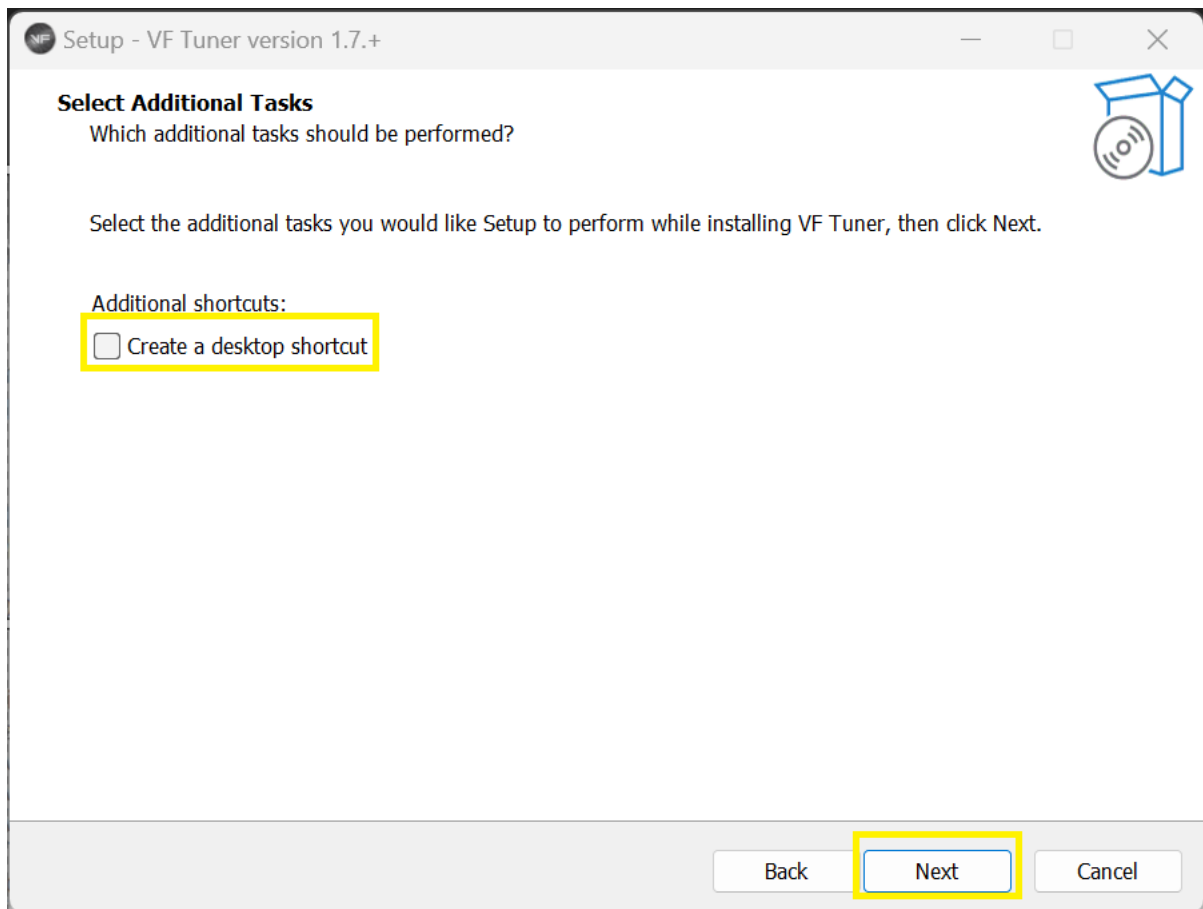 VF
Setup - VF Tuner version 1.7.+
Select Additional Tasks
Which additional tasks should be performed?
Select the additional tasks you would like Setup to perform while installing VF Tuner, then click Next.
Additional shortcuts:
Create a desktop shortcut
Back Next Cancel